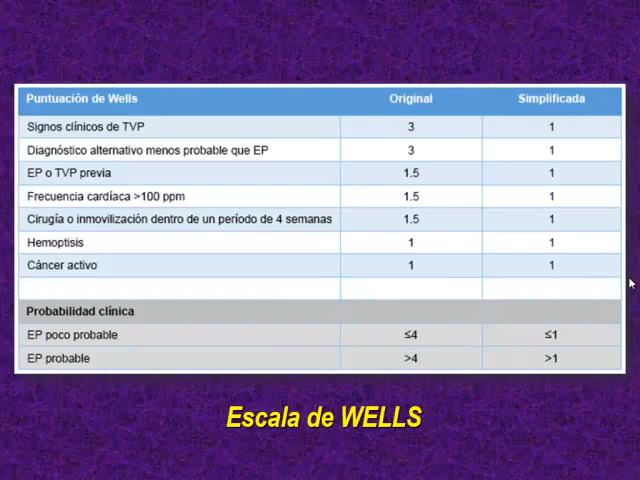 Puntuación de Wells Original Simplificada
Signos clínicos de TVP 3 1
Diagnóstico alternativo menos probable que EP 3 1
EP o TVP previa 1.5 1
Frecuencia cardíaca >100 ppm 1.5 1
Cirugía o inmovilización dentro de un período de 4 semanas 1.5 1
Hemoptisis 1 1
Cáncer activo 1 1
Probabilidad clínica
EP poco probable ≤4 ≤1
EP probable >4 >1
Escala de WELLS